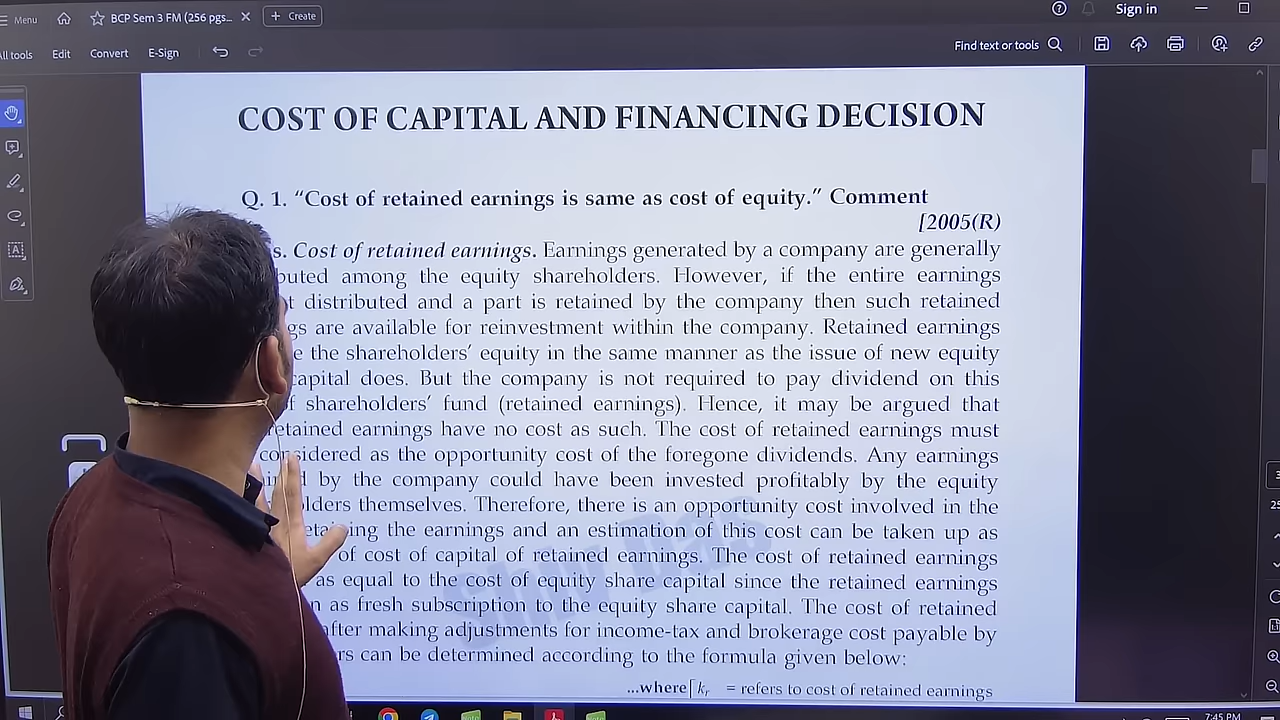 Menu
BCP Sem 3 FM (256 pgs...
+ Create
Sign in
All tools Edit Convert E-Sign
Find text or tools
COST OF CAPITAL AND FINANCING DECISION
Q. 1. “Cost of retained earnings is same as cost of equity.” Comment
[2005(R)
s. Cost of retained earnings. Earnings generated by a company are generally
buted among the equity shareholders. However, if the entire earnings
t distributed and a part is retained by the company then such retained
gs are available for reinvestment within the company. Retained earnings
e the shareholders’ equity in the same manner as the issue of new equity
capital does. But the company is not required to pay dividend on this
f shareholders’ fund (retained earnings). Hence, it may be argued that
retained earnings have no cost as such. The cost of retained earnings must
considered as the opportunity cost of the foregone dividends. Any earnings
ined by the company could have been invested profitably by the equity
olders themselves. Therefore, there is an opportunity cost involved in the
etaining the earnings and an estimation of this cost can be taken up as
of cost of capital of retained earnings. The cost of retained earnings
as equal to the cost of equity share capital since the retained earnings
n as fresh subscription to the equity share capital. The cost of retained
after making adjustments for income-tax and brokerage cost payable by
rs can be determined according to the formula given below:
...where[ kr = refers to cost of retained earnings
7:45 PM